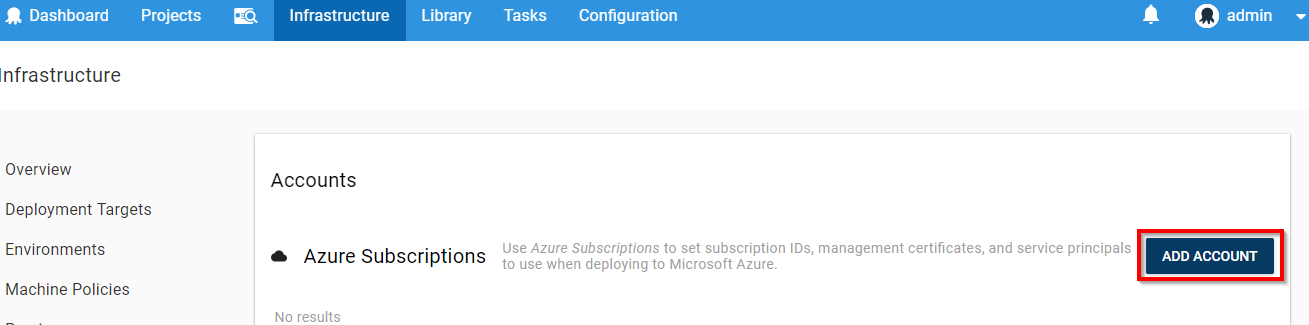 Dashboard Projects Infrastructure Library Tasks Configuration admin
Infrastructure
Overview
Deployment Targets
Environments
Machine Policies
Accounts
Azure Subscriptions
Use Azure Subscriptions to set subscription IDs, management certificates, and service principals
to use when deploying to Microsoft Azure.
ADD ACCOUNT
No results